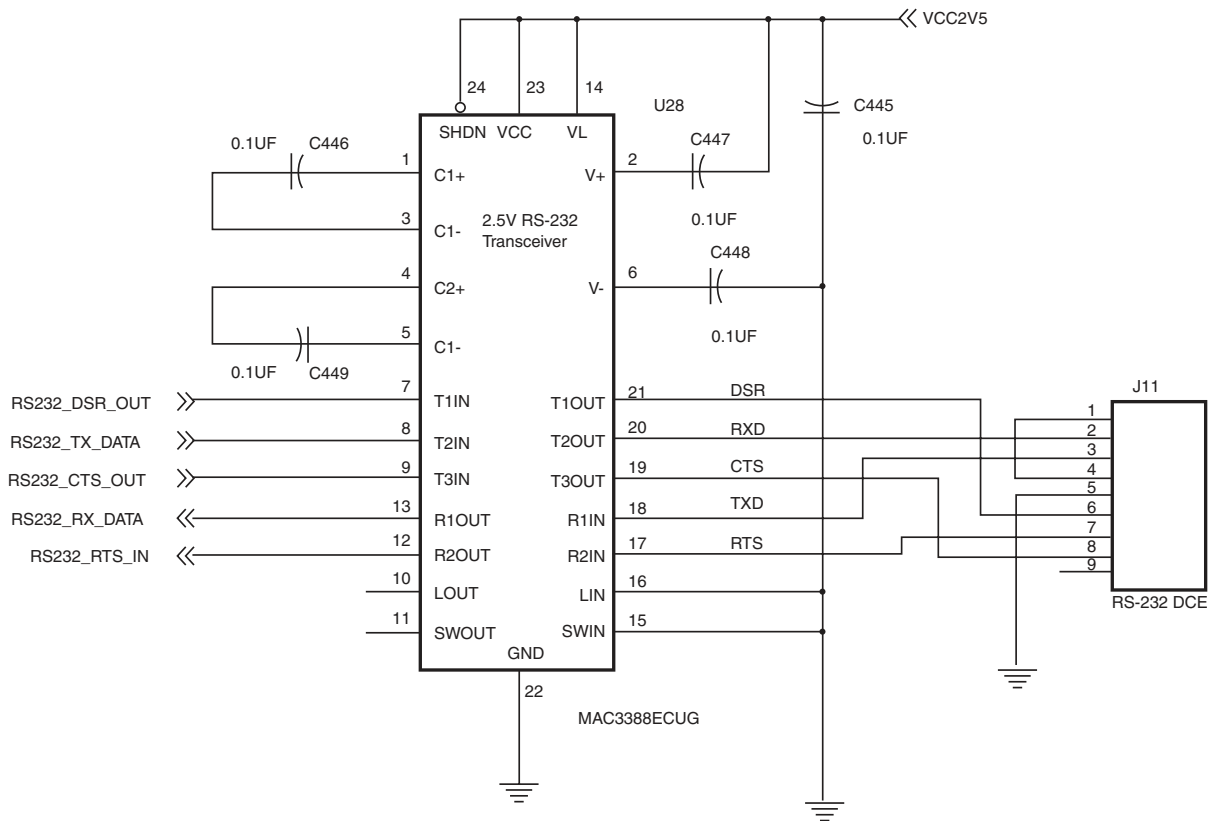 VCC2V5
24
23
14
U28
C445
0.1UF
SHDN
VCC
VL
0.1UF
C446
1
C1+
2
V+
C447
0.1UF
3
C1-
2.5V RS-232
Transceiver
4
C2+
6
V-
C448
0.1UF
5
C1-
0.1UF
C449
RS232_DSR_OUT
7
T1IN
T1OUT
21
DSR
RS232_TX_DATA
8
T2IN
T2OUT
20
RXD
RS232_CTS_OUT
9
T3IN
T3OUT
19
CTS
RS232_RX_DATA
13
R1OUT
R1IN
18
TXD
RS232_RTS_IN
12
R2OUT
R2IN
17
RTS
10
LOUT
LIN
16
11
SWOUT
SWIN
15
GND
22
MAC3388ECUG
J11
1
2
3
4
5
6
7
8
9
RS-232 DCE